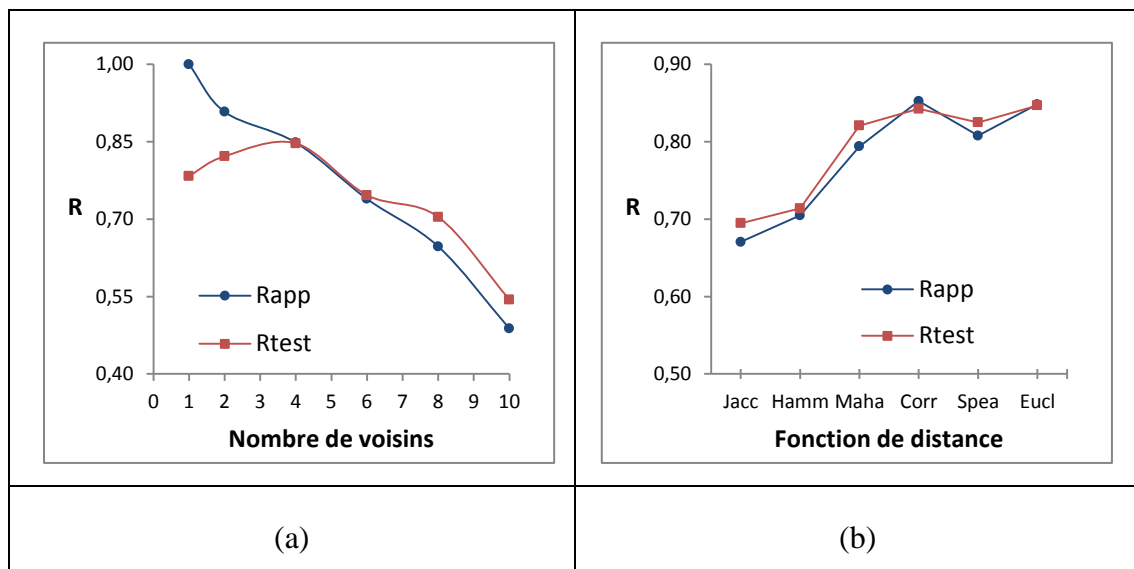 1,00
0,85
0,70
0,55
0,40
R
Rapp
Rtest
0 1 2 3 4 5 6 7 8 9 10
Nombre de voisins
0,90
0,80
0,70
0,60
0,50
R
Rapp
Rtest
Jacc Hamm Maha Corr Spea Eucl
Fonction de distance
(a)
(b)